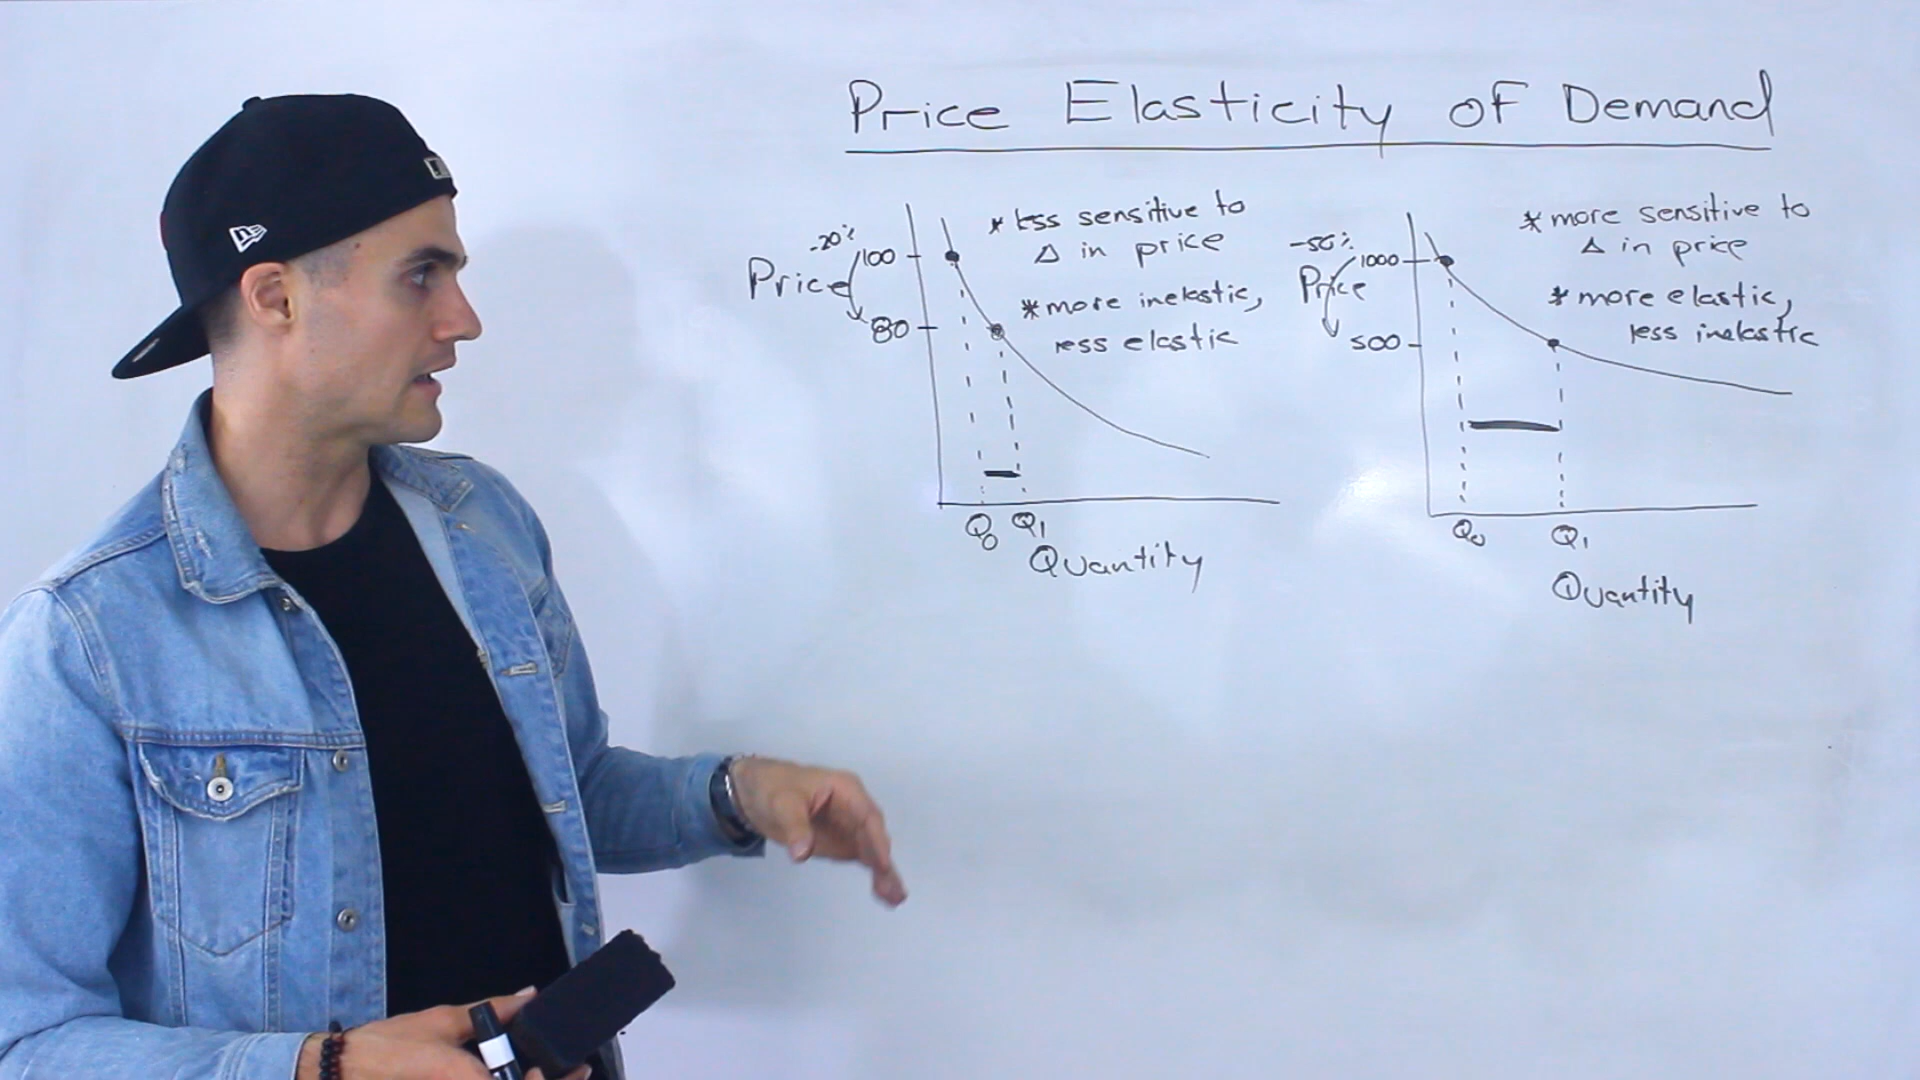 Price Elasticity of Demand
* less sensitive to
Δ in price
* more inelastic,
less elastic
-20%
100
Price
80
Q0 Q1
Quantity
* more sensitive to
Δ in price
* more elastic,
less inelastic
-50%
1000
Price
500
Q0 Q1
Quantity